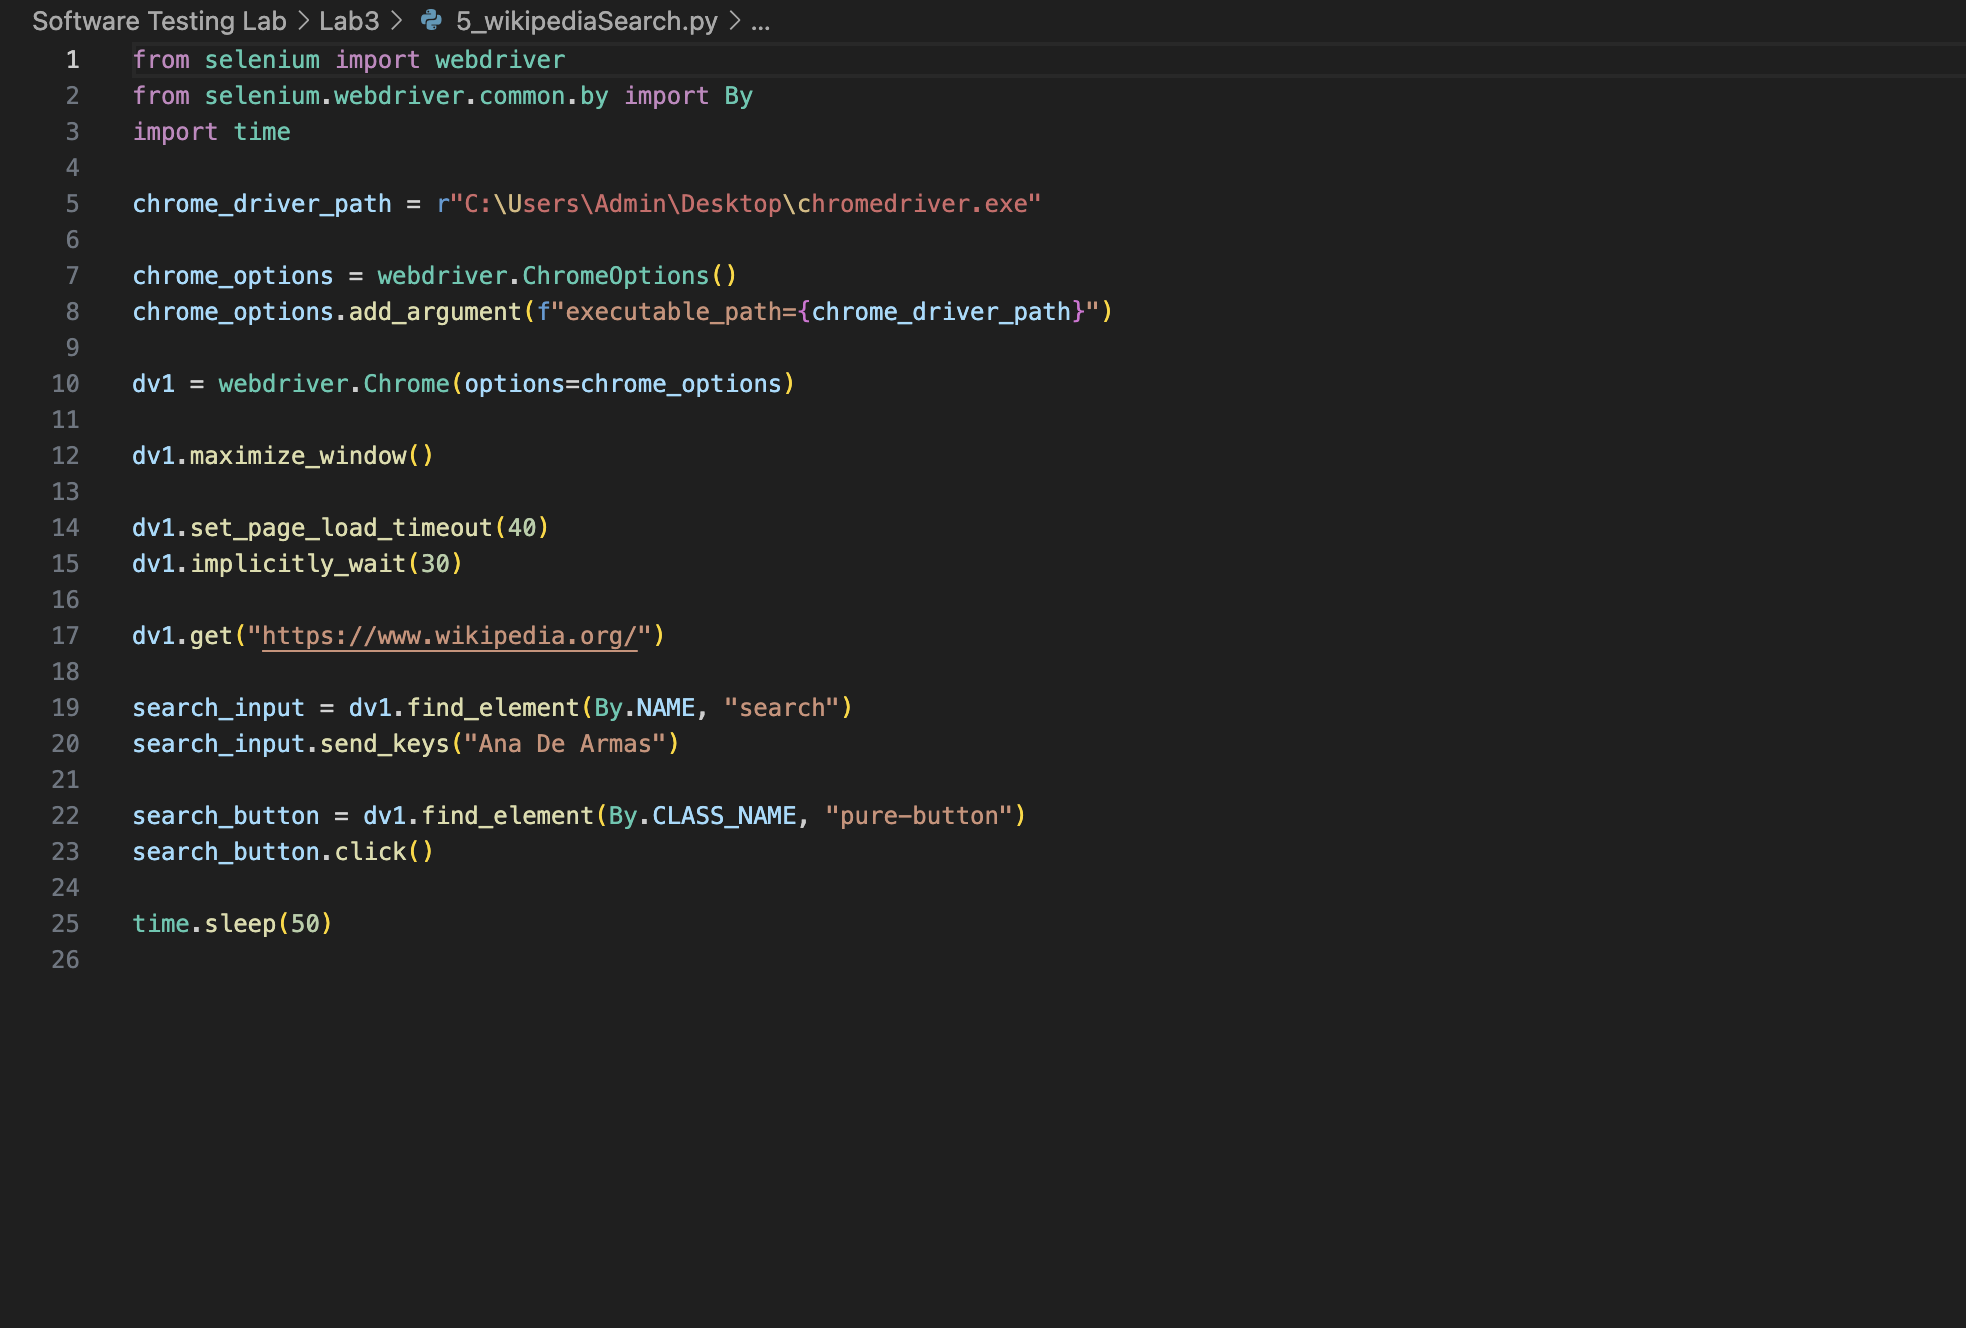 Software Testing Lab > Lab3 > 5_wikipediaSearch.py > ...
1 from selenium import webdriver
2 from selenium.webdriver.common.by import By
3 import time
4
5 chrome_driver_path = r"C:\Users\Admin\Desktop\chromedriver.exe"
6
7 chrome_options = webdriver.ChromeOptions()
8 chrome_options.add_argument(f"executable_path={chrome_driver_path}")
9
10 dv1 = webdriver.Chrome(options=chrome_options)
11
12 dv1.maximize_window()
13
14 dv1.set_page_load_timeout(40)
15 dv1.implicitly_wait(30)
16
17 dv1.get("https://www.wikipedia.org/")
18
19 search_input = dv1.find_element(By.NAME, "search")
20 search_input.send_keys("Ana De Armas")
21
22 search_button = dv1.find_element(By.CLASS_NAME, "pure-button")
23 search_button.click()
24
25 time.sleep(50)
26